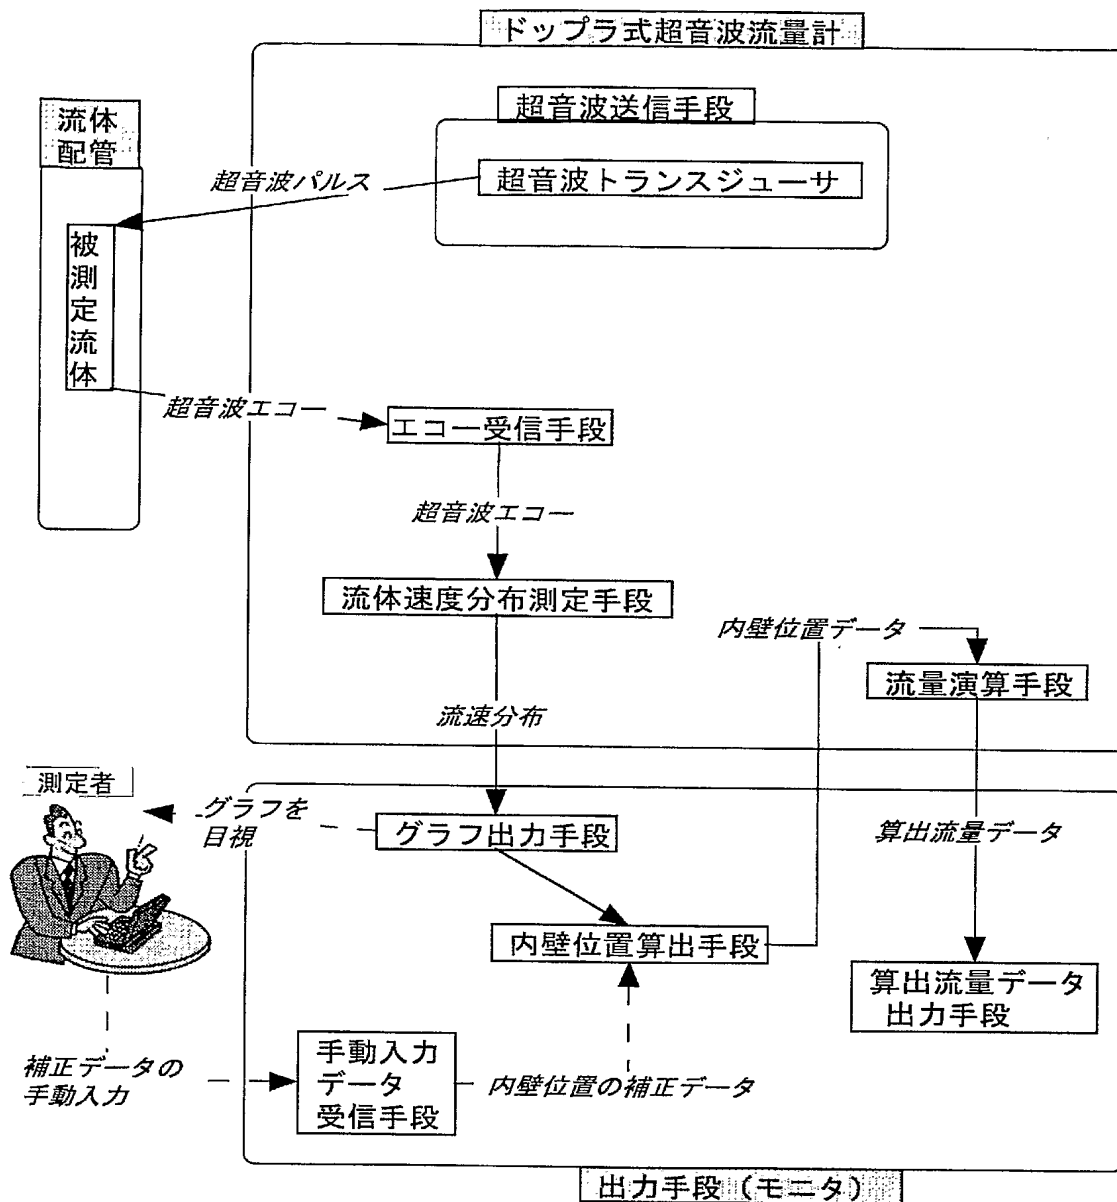 ドップラ式超音波流量計
超音波送信手段
流体
配管
超音波トランスジューサ
超音波パルス
被
測
定
流
体
超音波エコー
エコー受信手段
超音波エコー
流体速度分布測定手段
内壁位置データ
流量演算手段
流速分布
測定者
グラフを
目視
グラフ出力手段
算出流量データ
内壁位置算出手段
算出流量データ
出力手段
補正データの
手動入力
手動入力
データ
受信手段
内壁位置の補正データ
出力手段(モニタ)